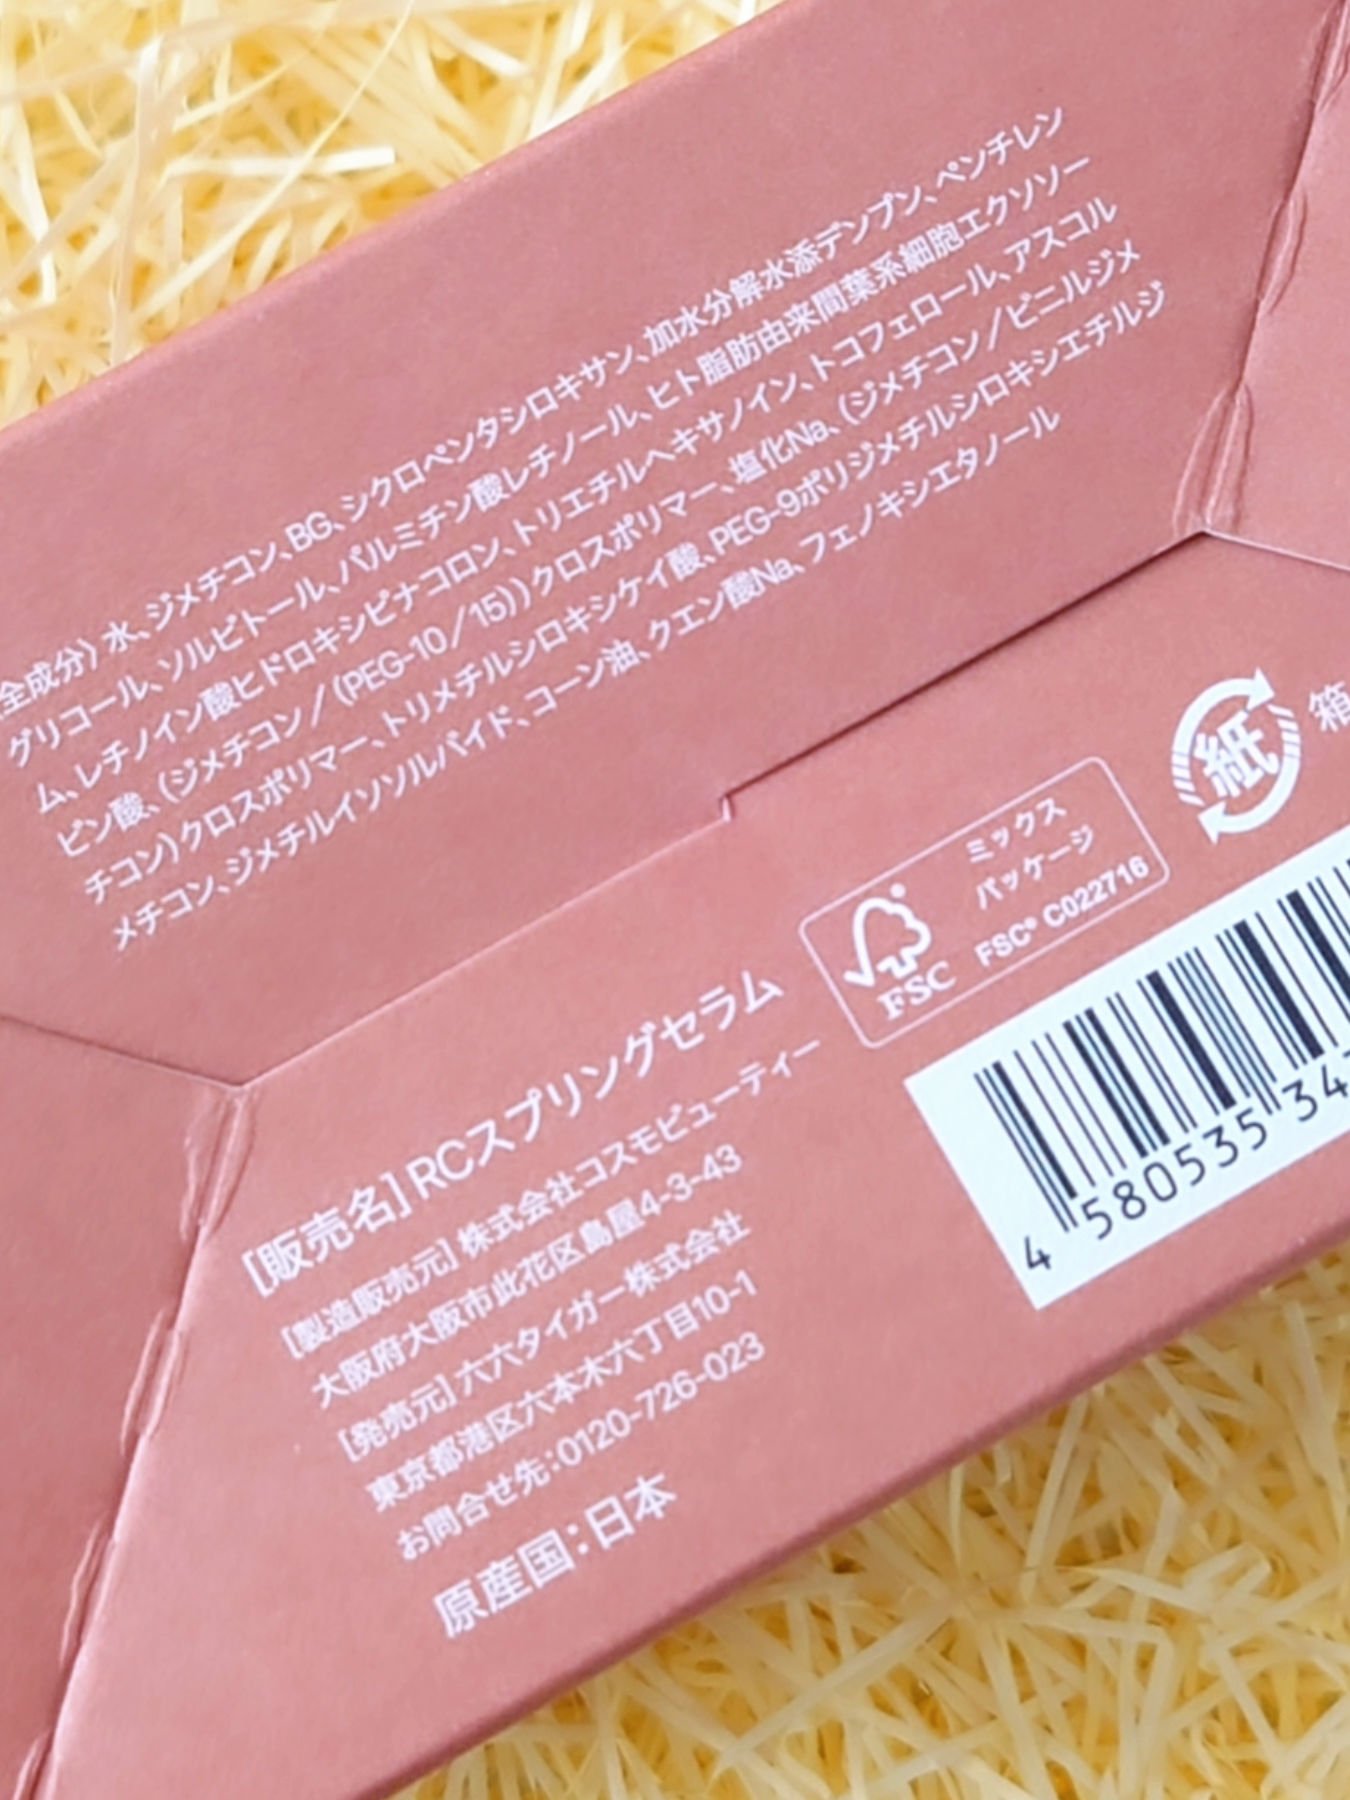 全成分）水、ジメチコン、BG、シクロペンタシロキサン、加水分解水添デンプン、ペンチレン
グリコール、ソルビトール、パルミチン酸レチノール、ヒト脂肪由来間葉系細胞エクソソー
ム、レチノイン酸ヒドロキシピナコロン、トリエチルヘキサノイン、トコフェロール、アスコル
ビン酸、（ジメチコン／（PEG-10／15））クロスポリマー、塩化Na、（ジメチコン／ビニルジメ
チコン）クロスポリマー、トリメチルシロキシケイ酸、PEG-9ポリジメチルシロキシエチルジ
メチコン、ジメチルイソソルバイド、コーン油、クエン酸Na、フェノキシエタノール
紙
箱
ミックス
パッケージ
FSC® C022716
FSC
[販売名] RCスプリングセラム
[製造販売元] 株式会社コスモビューティー
大阪府大阪市此花区島屋4-3-43
[発売元] 六六タイガー株式会社
東京都港区六本木六丁目10-1
お問合せ先：0120-726-023
原産国：日本
4 580535 34